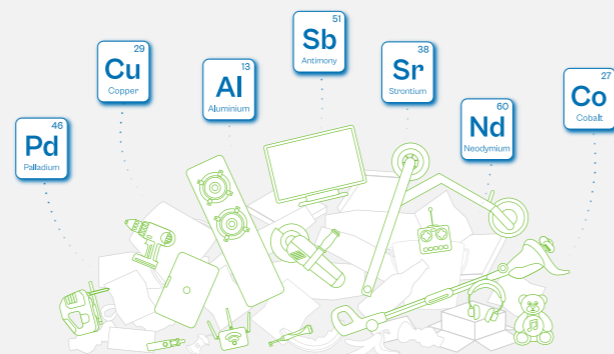 46
Pd
Palladium
29
Cu
Copper
13
Al
Aluminium
51
Sb
Antimony
38
Sr
Strontium
60
Nd
Neodymium
27
Co
Cobalt